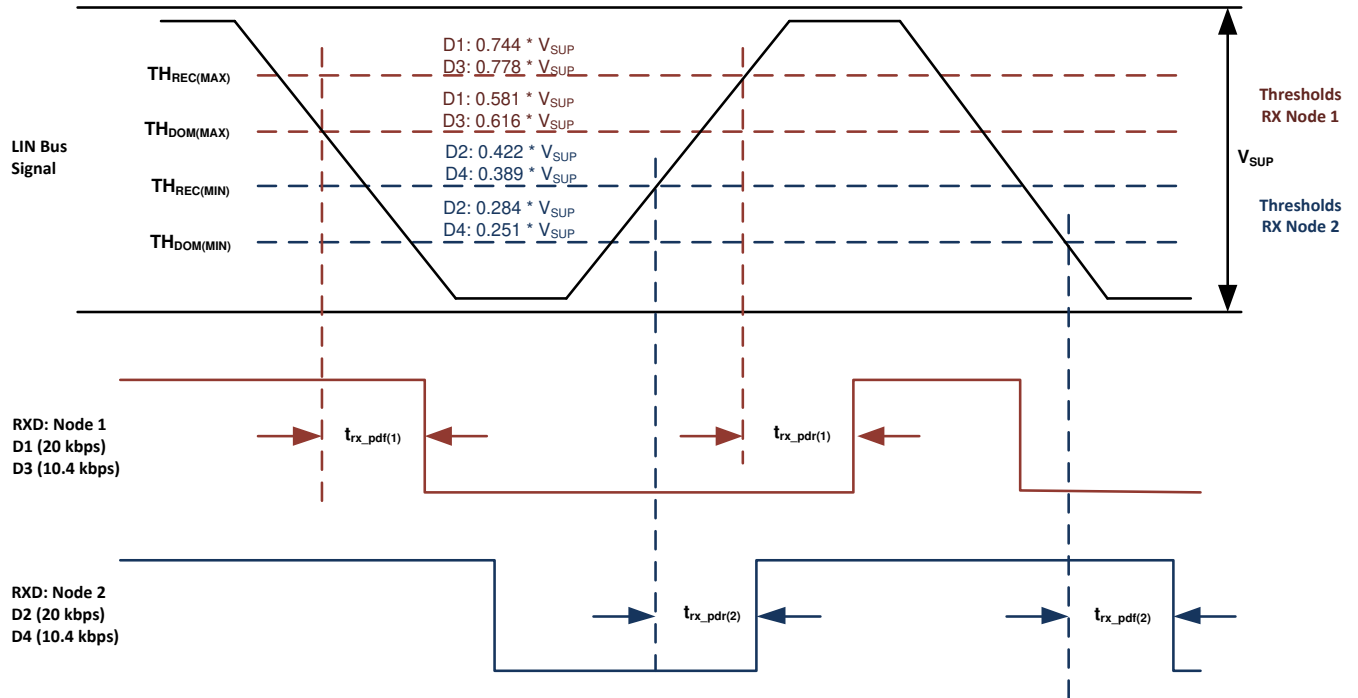 D1: 0.744 * VSUP
THREC(MAX)
D3: 0.778 * VSUP
D1: 0.581 * VSUP
Thresholds
RX Node 1
THDOM(MAX)
D3: 0.616 * VSUP
LIN Bus
Signal
D2: 0.422 * VSUP
VSUP
THREC(MIN)
D4: 0.389 * VSUP
D2: 0.284 * VSUP
Thresholds
RX Node 2
THDOM(MIN)
D4: 0.251 * VSUP
RXD: Node 1
D1 (20 kbps)
D3 (10.4 kbps)
trx_pdf(1)
trx_pdr(1)
RXD: Node 2
D2 (20 kbps)
D4 (10.4 kbps)
trx_pdr(2)
trx_pdf(2)